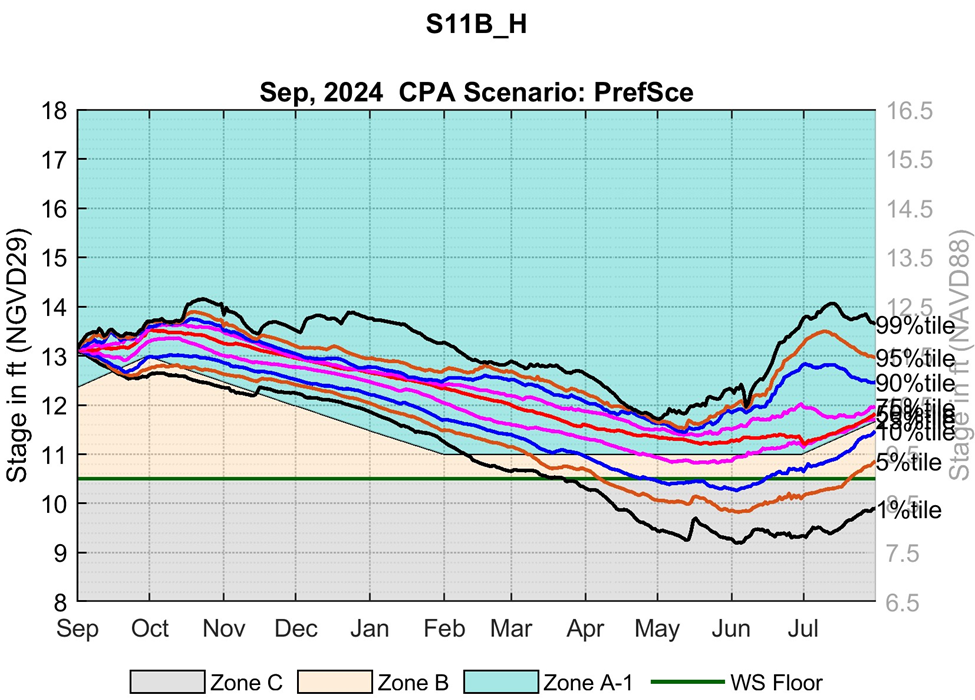 S11B_H
Sep, 2024 CPA Scenario: PrefSce
Stage in ft (NGVD29)
18
17
16
15
14
13
12
11
10
9
8
16.5
15.5
14.5
13.5
12.5
7.5
6.5
Stage in ft (NAVD88)
99%tile
95%tile
90%tile
10%tile
5%tile
1%tile
Sep Oct Nov Dec Jan Feb Mar Apr May Jun Jul
Zone C Zone B Zone A-1 WS Floor